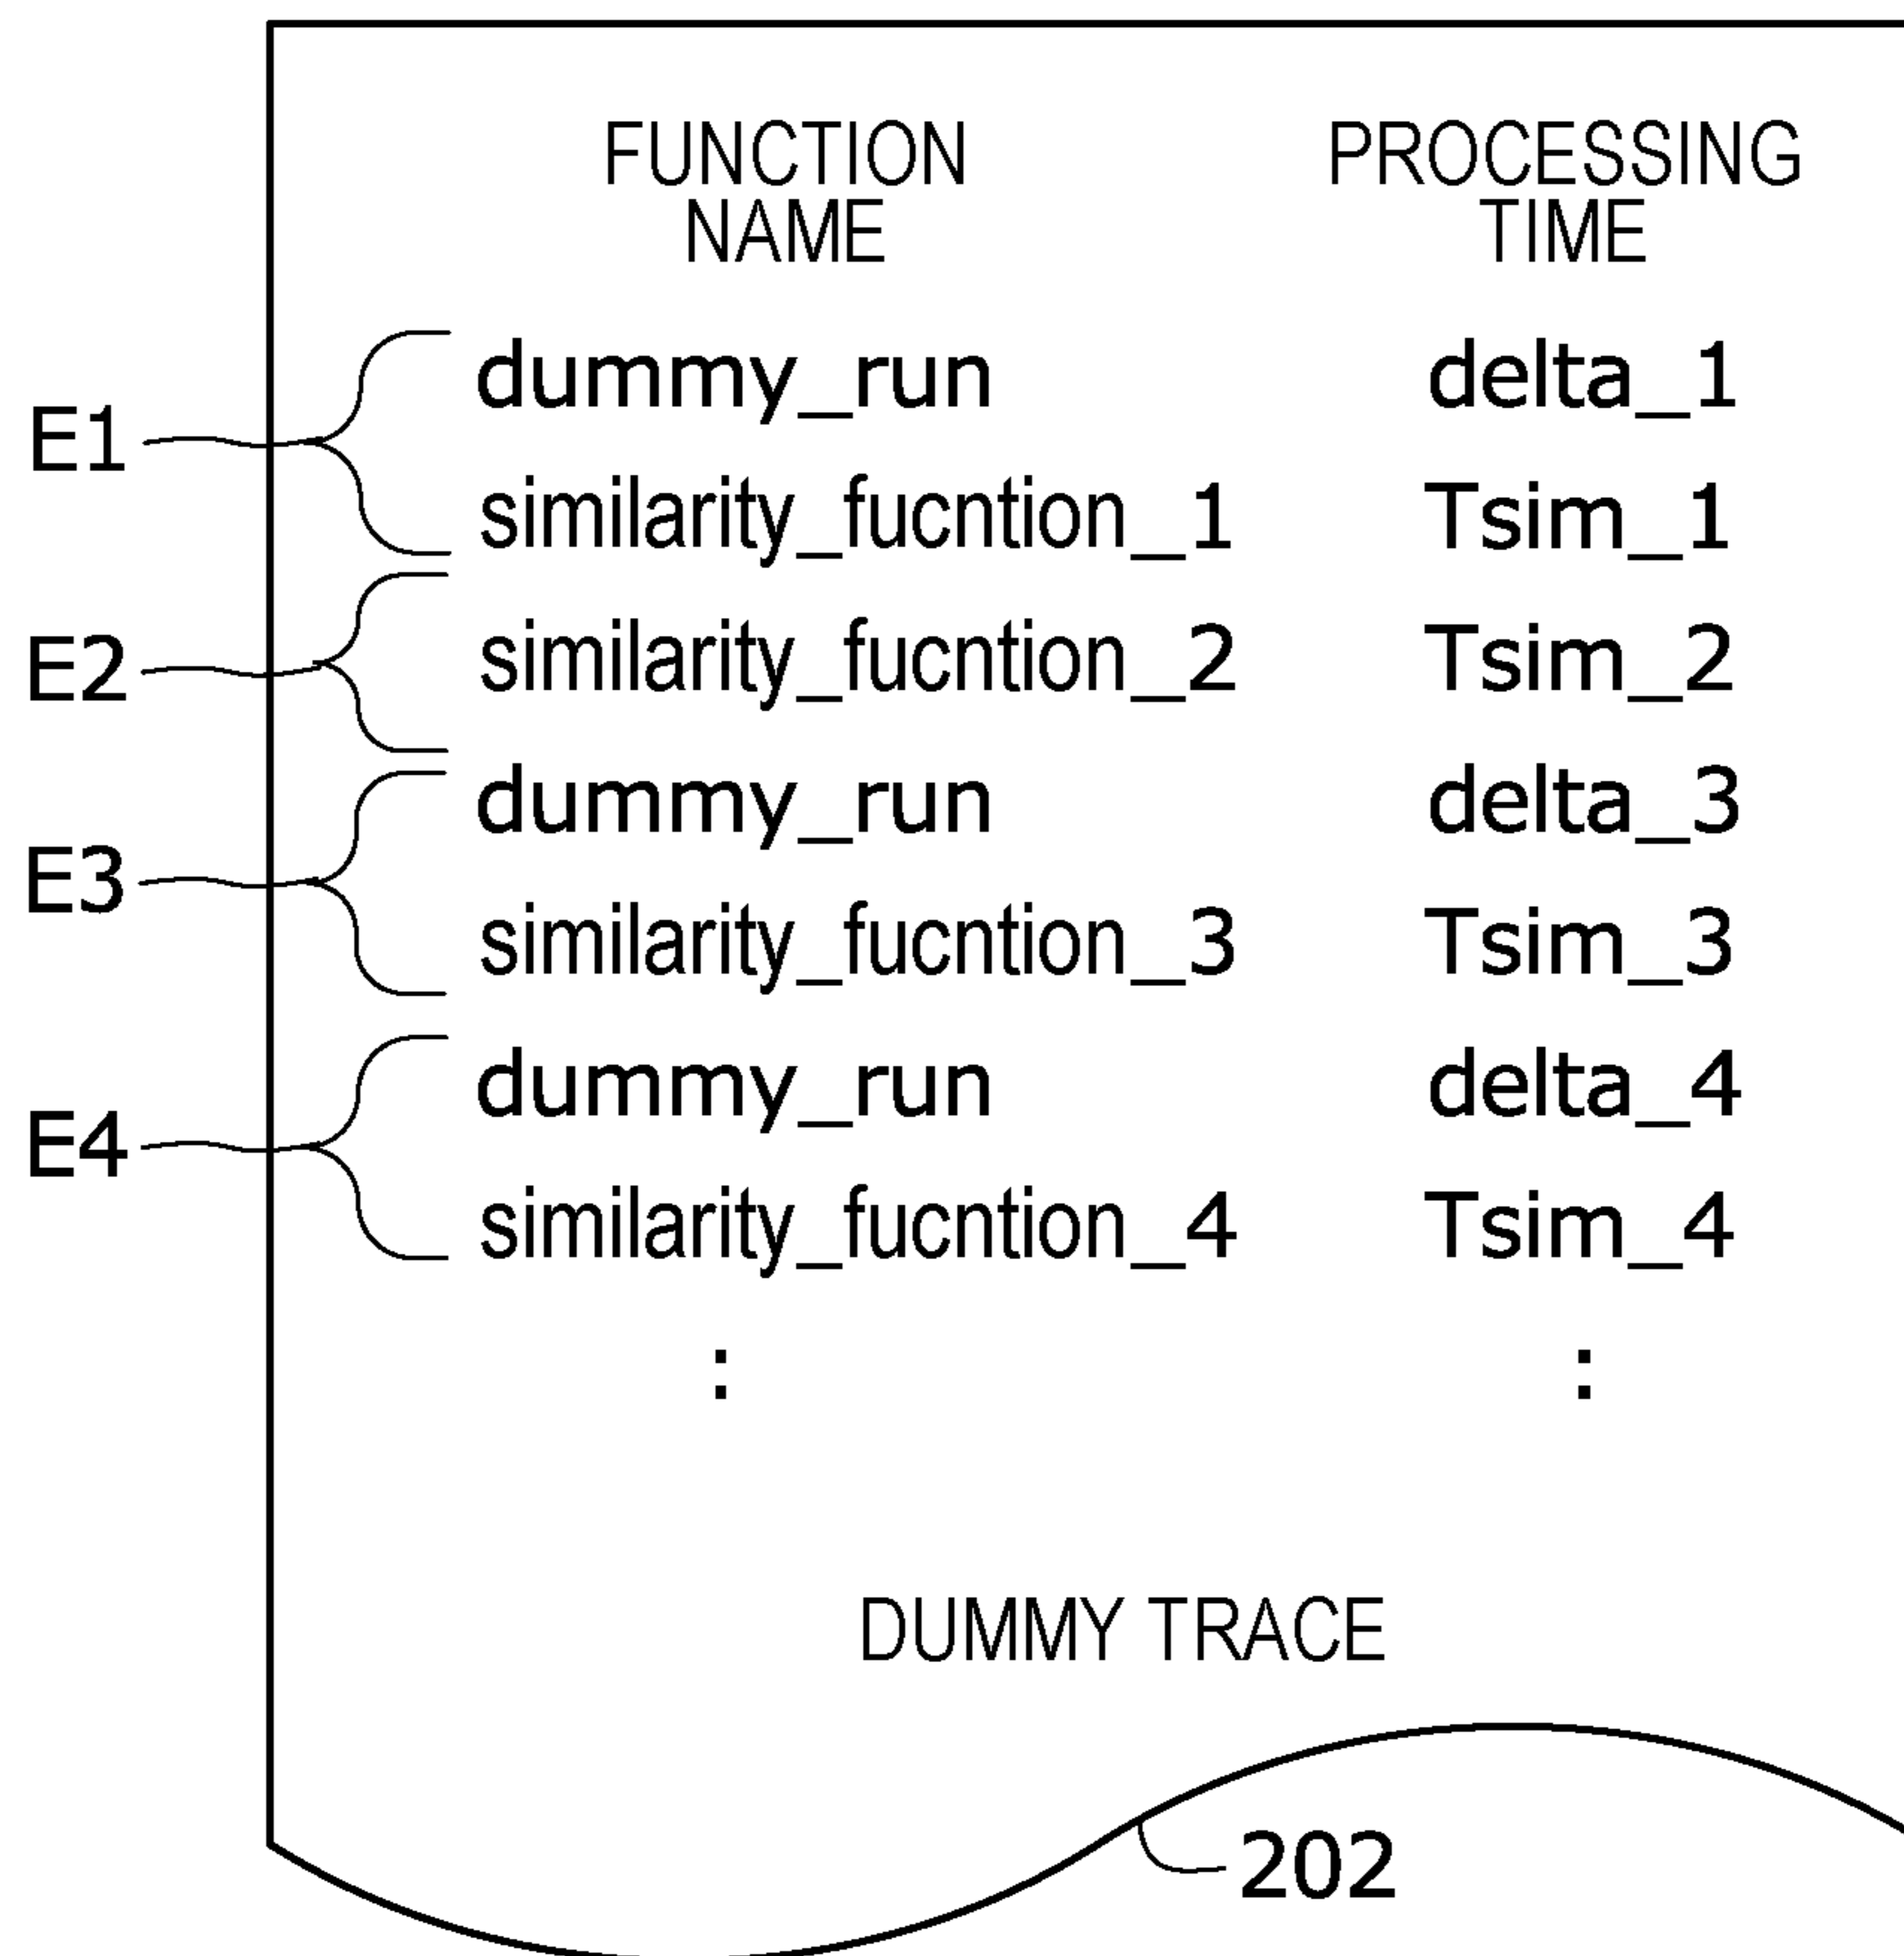 FUNCTION NAME PROCESSING TIME
dummy_run delta_1
E1
similarity_fucntion_1 Tsim_1
E2 similarity_fucntion_2 Tsim_2
dummy_run delta_3
E3
similarity_fucntion_3 Tsim_3
dummy_run delta_4
E4
similarity_fucntion_4 Tsim_4
: :
DUMMY TRACE
202